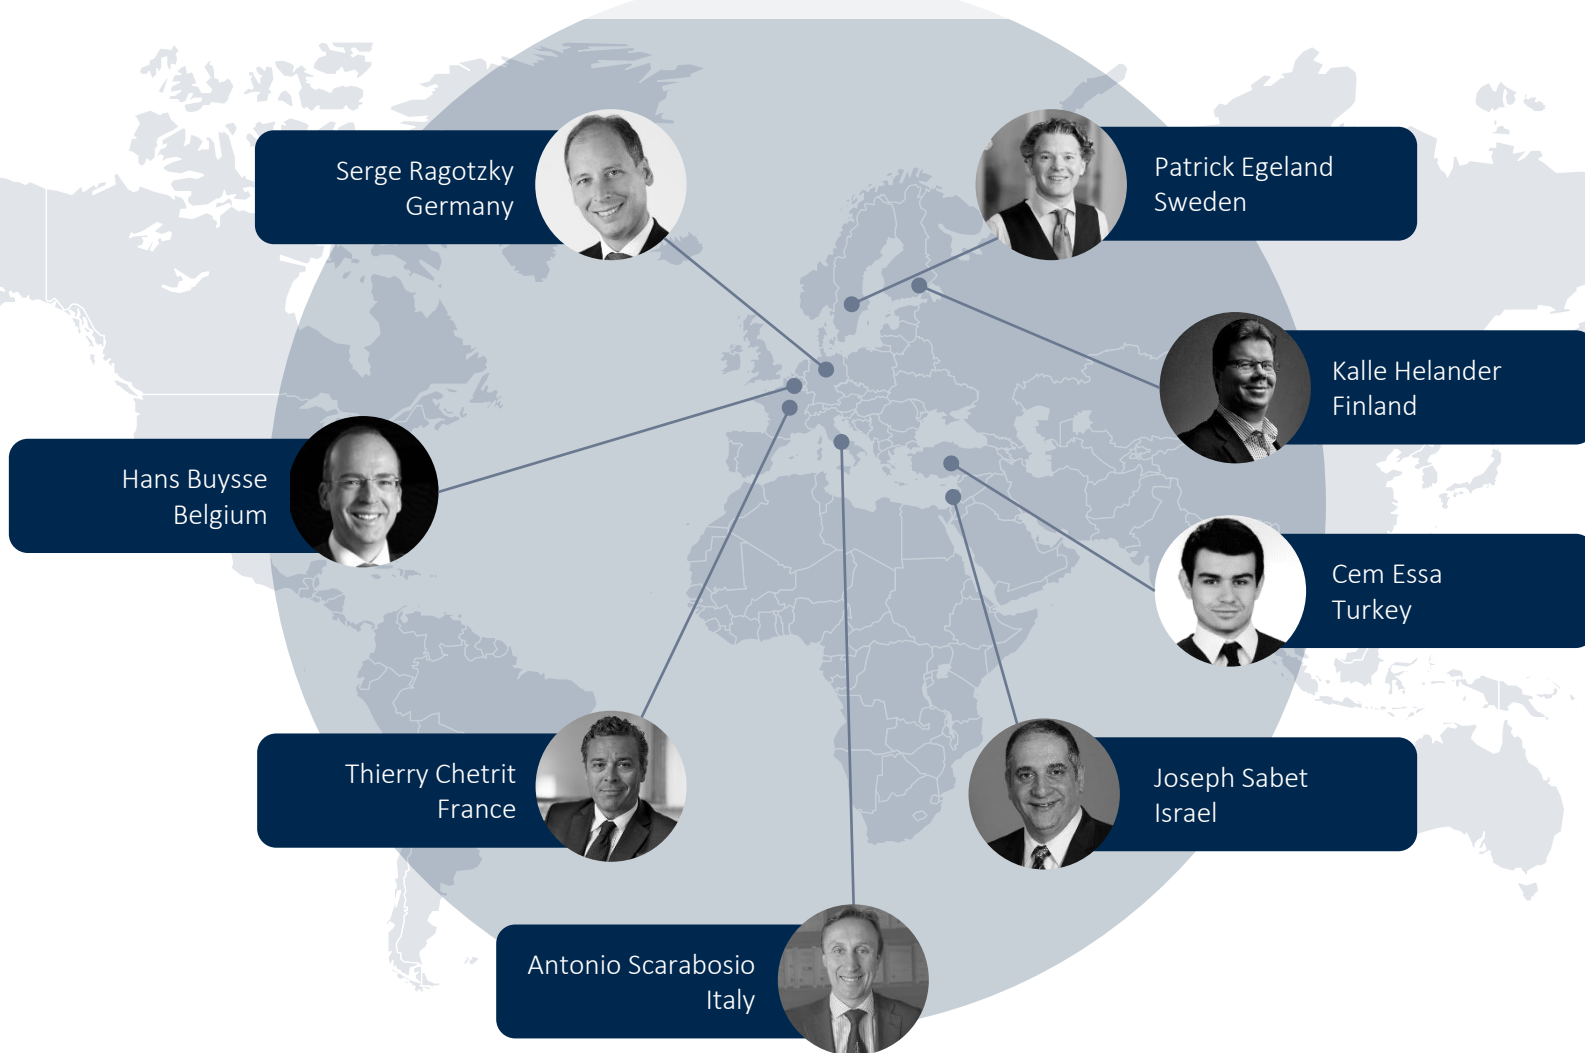 Serge Ragotzky
Germany
Patrick Egeland
Sweden
Kalle Helander
Finland
Hans Buysse
Belgium
Cem Essa
Turkey
Thierry Chetrit
France
Joseph Sabet
Israel
Antonio Scarabosio
Italy